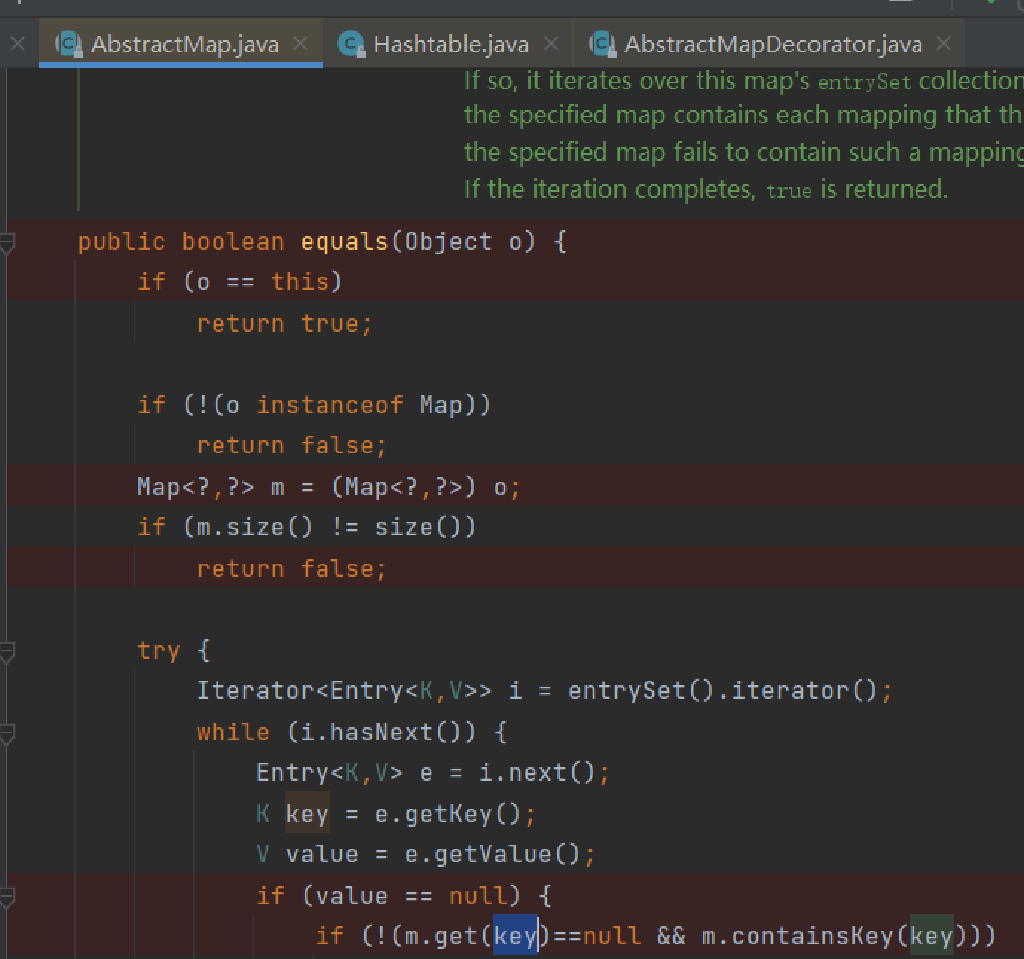 AbstractMap.java
Hashtable.java
AbstractMapDecorator.java
If so, it iterates over this map's entrySet collection
the specified map contains each mapping that th
the specified map fails to contain such a mapping
If the iteration completes, true is returned.
public boolean equals(Object o) {
if (o == this)
return true;
if (!(o instanceof Map))
return false;
Map<?,?> m = (Map<?,?>) o;
if (m.size() != size())
return false;
try {
Iterator<Entry<K,V>> i = entrySet().iterator();
while (i.hasNext()) {
Entry<K,V> e = i.next();
K key = e.getKey();
V value = e.getValue();
if (value == null) {
if (!(m.get(key)==null && m.containsKey(key)))